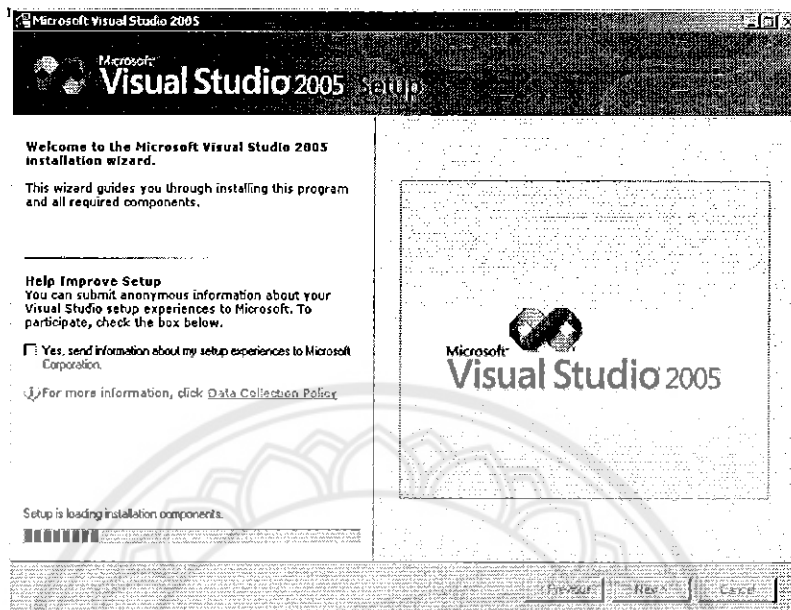 Microsoft Visual Studio 2005
Microsoft
Visual Studio 2005 Setup
Welcome to the Microsoft Visual Studio 2005
installation wizard.
This wizard guides you through installing this program
and all required components.
Help Improve Setup
You can submit anonymous information about your
Visual Studio setup experiences to Microsoft. To
participate, check the box below.
Yes, send information about my setup experiences to Microsoft
Corporation.
For more information, click Data Collection Policy
Setup is loading installation components.
Microsoft
Visual Studio 2005
Previous
Next
Cancel